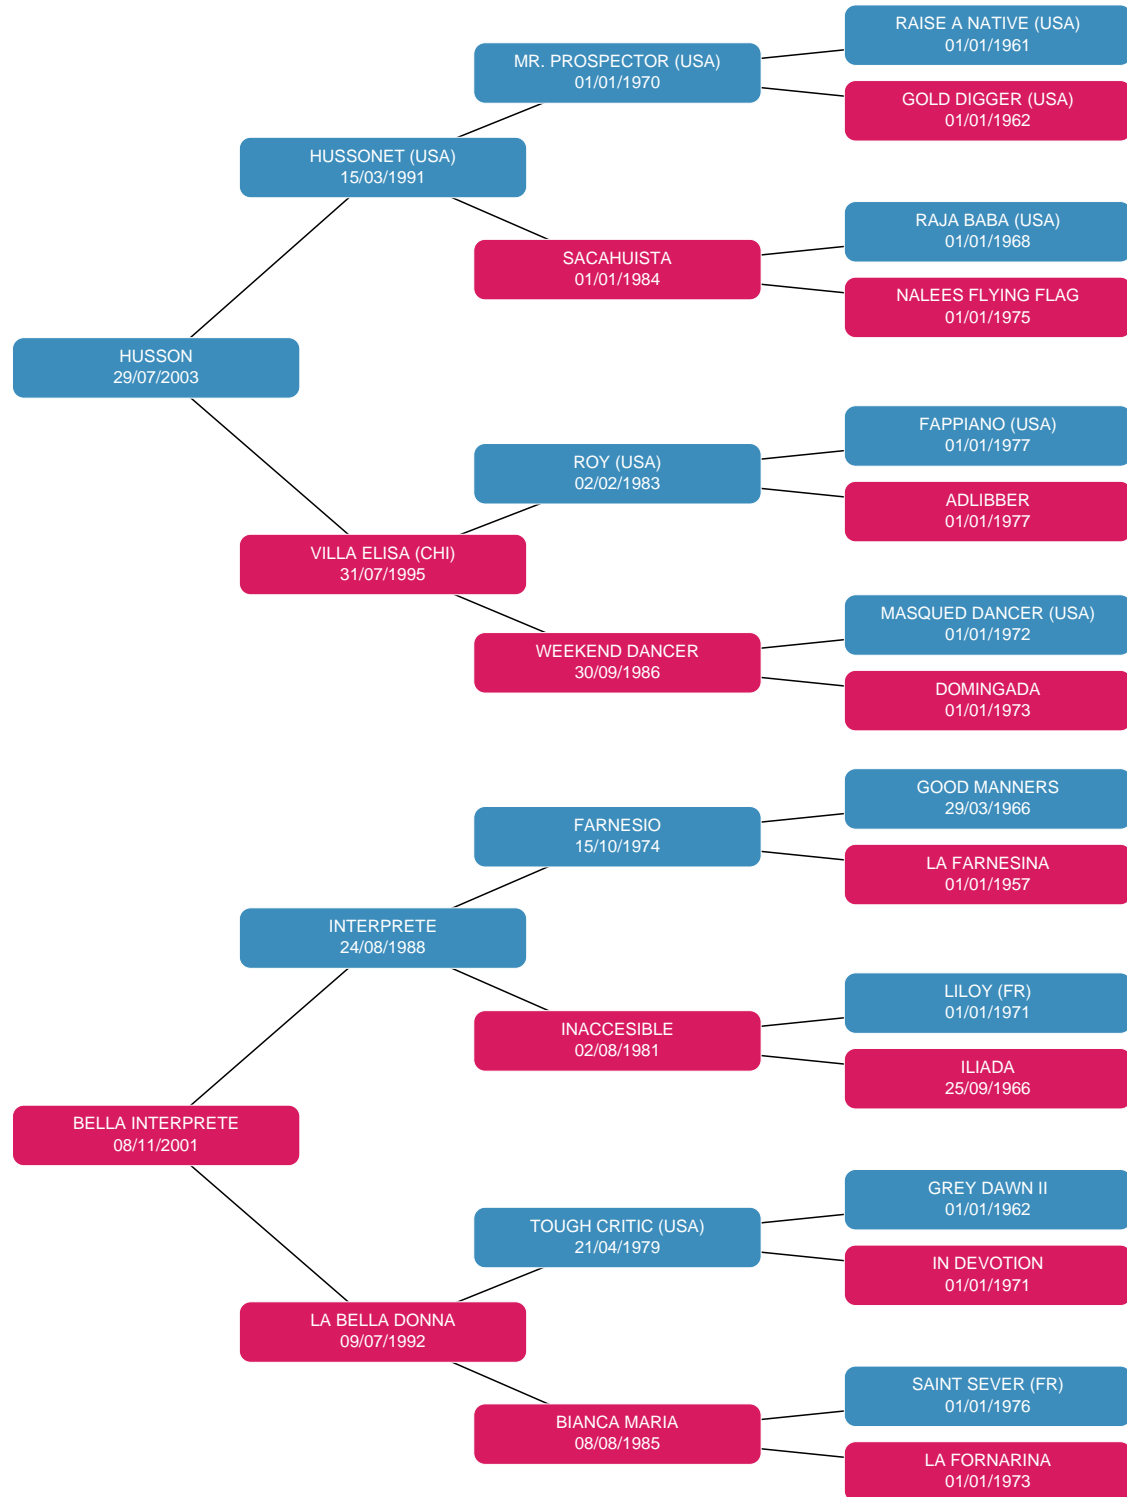 RAISE A NATIVE (USA)
01/01/1961
MR. PROSPECTOR (USA)
01/01/1970
GOLD DIGGER (USA)
01/01/1962
HUSSONET (USA)
15/03/1991
RAJA BABA (USA)
01/01/1968
SACAHUISTA
01/01/1984
NALEES FLYING FLAG
01/01/1975
HUSSON
29/07/2003
FAPPIANO (USA)
01/01/1977
ROY (USA)
02/02/1983
ADLIBBER
01/01/1977
VILLA ELISA (CHI)
31/07/1995
MASQUED DANCER (USA)
01/01/1972
WEEKEND DANCER
30/09/1986
DOMINGADA
01/01/1973
GOOD MANNERS
29/03/1966
FARNESIO
15/10/1974
LA FARNESINA
01/01/1957
INTERPRETE
24/08/1988
LILOY (FR)
01/01/1971
INACCESIBLE
02/08/1981
ILIADA
25/09/1966
BELLA INTERPRETE
08/11/2001
GREY DAWN II
01/01/1962
TOUGH CRITIC (USA)
21/04/1979
IN DEVOTION
01/01/1971
LA BELLA DONNA
09/07/1992
SAINT SEVER (FR)
01/01/1976
BIANCA MARIA
08/08/1985
LA FORNARINA
01/01/1973